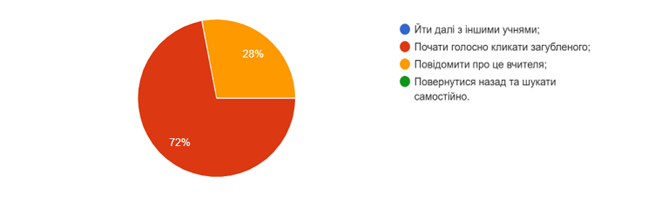 28%
72%
Йти далі з іншими учнями;
Почати голосно кликати загубленого;
Повідомити про це вчителя;
Повернутися назад та шукати
самостійно.